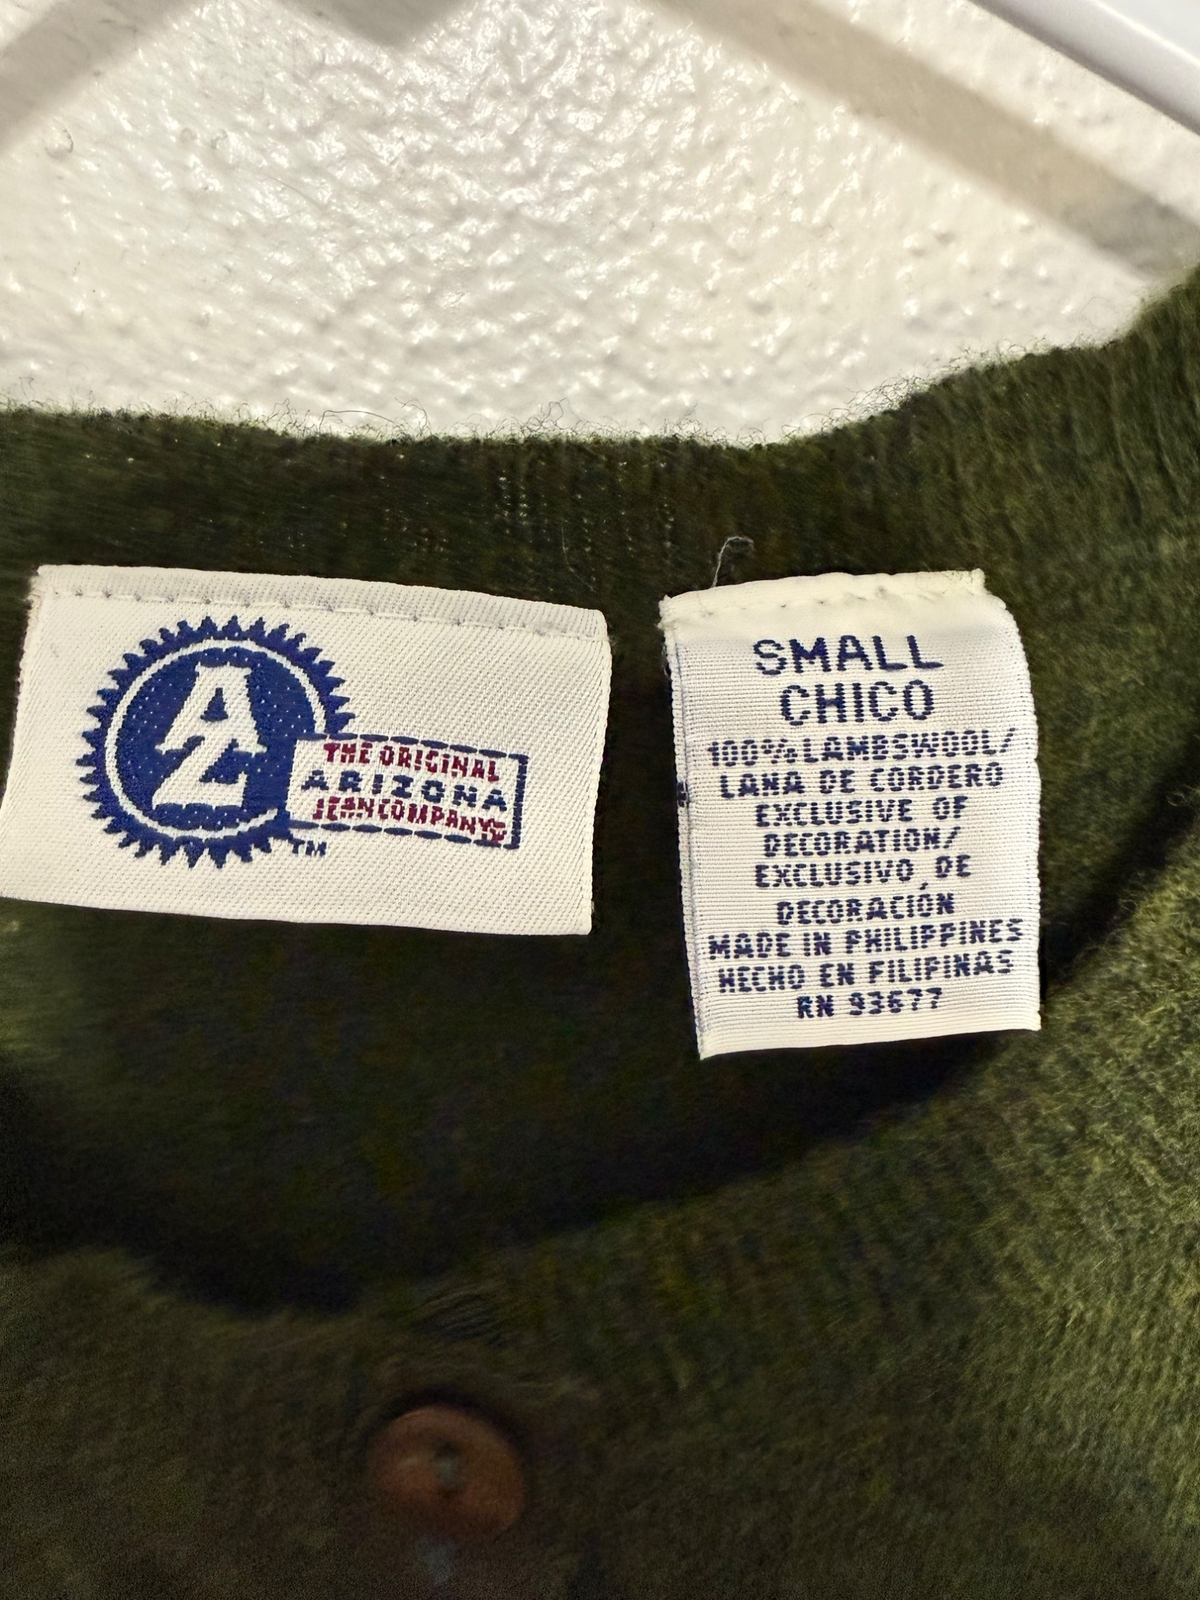 AZ
THE ORIGINAL
ARIZONA
JEAN COMPANY
TM
SMALL
CHICO
100% LAMBSWOOL/
LANA DE CORDERO
EXCLUSIVE OF
DECORATION/
EXCLUSIVO DE
DECORACIÓN
MADE IN PHILIPPINES
HECHO EN FILIPINAS
RN 93677